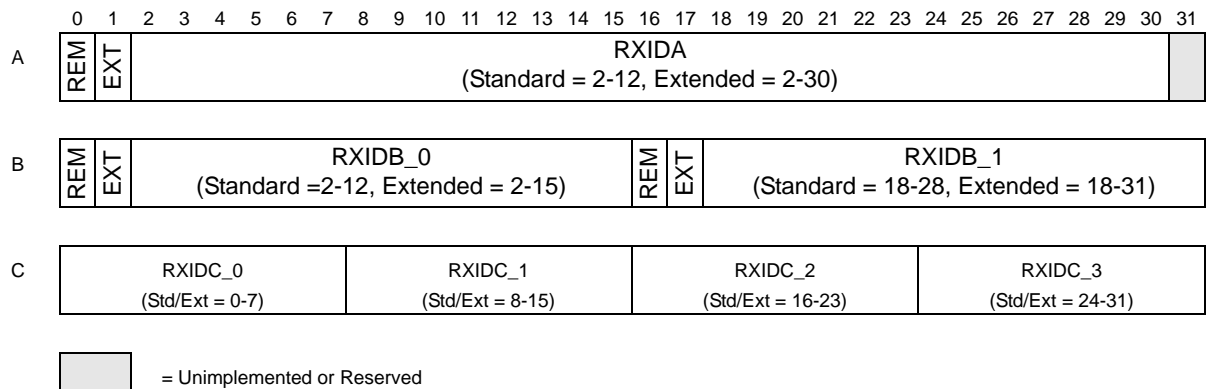 0 1 2 3 4 5 6 7 8 9 10 11 12 13 14 15 16 17 18 19 20 21 22 23 24 25 26 27 28 29 30 31
A
REM
EXT
RXIDA
(Standard = 2-12, Extended = 2-30)
B
REM
EXT
RXIDB_0
(Standard =2-12, Extended = 2-15)
REM
EXT
RXIDB_1
(Standard = 18-28, Extended = 18-31)
C
RXIDC_0
(Std/Ext = 0-7)
RXIDC_1
(Std/Ext = 8-15)
RXIDC_2
(Std/Ext = 16-23)
RXIDC_3
(Std/Ext = 24-31)
= Unimplemented or Reserved